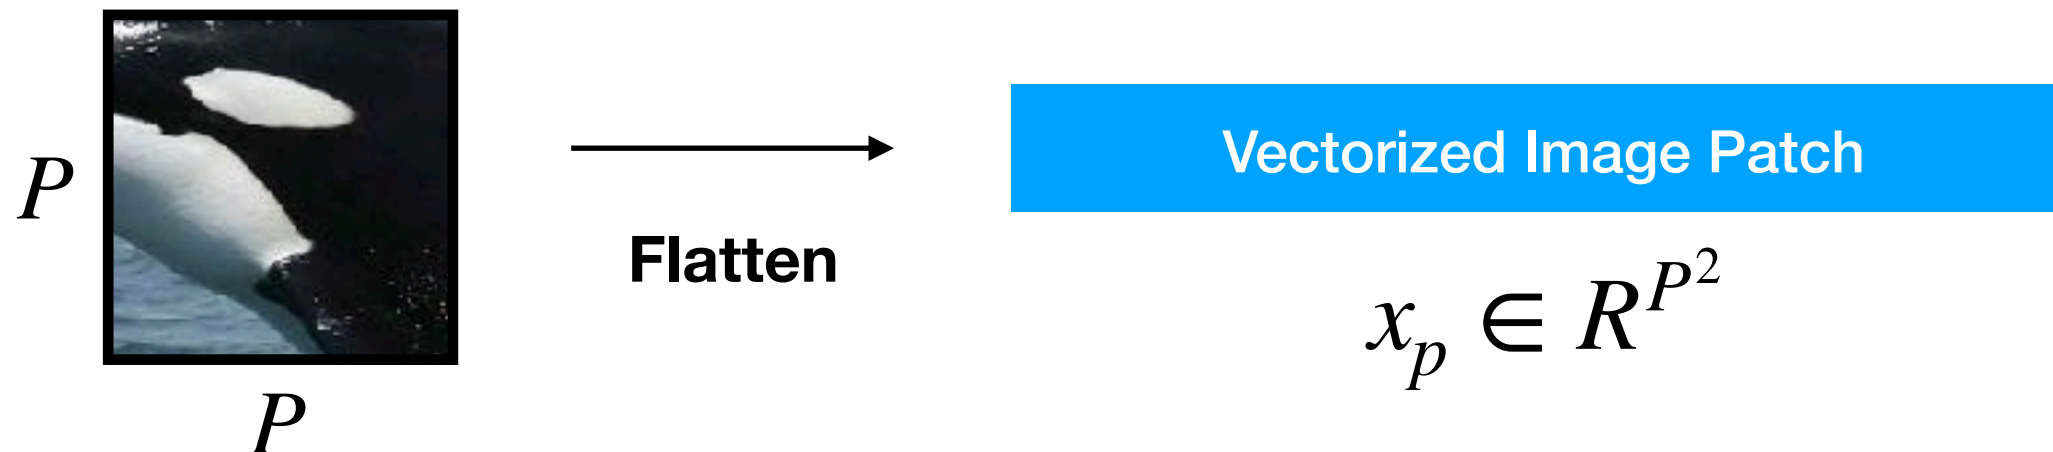 P
P
Flatten
Vectorized Image Patch
x_p ∈ R^{P^2}